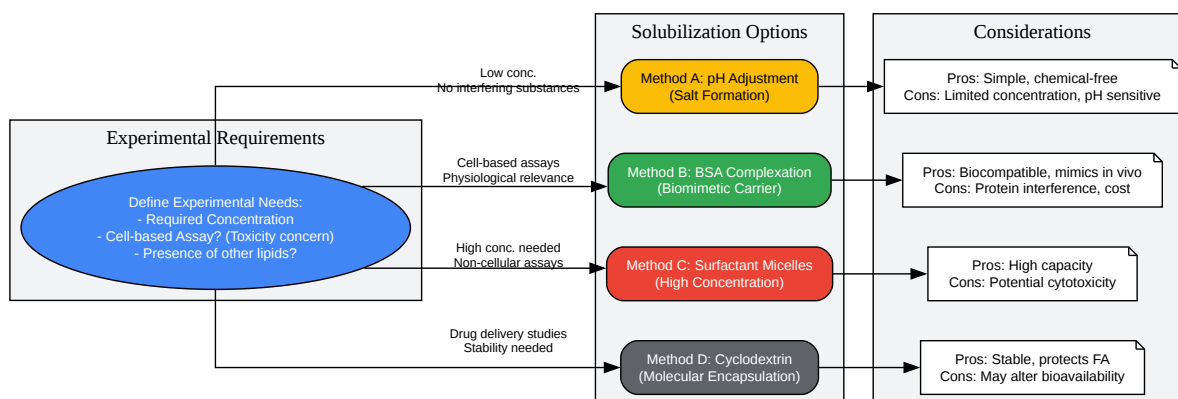 Experimental Requirements
Define Experimental Needs:
- Required Concentration
- Cell-based Assay? (Toxicity concern)
- Presence of other lipids?
Low conc.
No interfering substances
Cell-based assays
Physiological relevance
High conc. needed
Non-cellular assays
Drug delivery studies
Stability needed
Solubilization Options
Method A: pH Adjustment
(Salt Formation)
Method B: BSA Complexation
(Biomimetic Carrier)
Method C: Surfactant Micelles
(High Concentration)
Method D: Cyclodextrin
(Molecular Encapsulation)
Considerations
Pros: Simple, chemical-free
Cons: Limited concentration, pH sensitive
Pros: Biocompatible, mimics in vivo
Cons: Protein interference, cost
Pros: High capacity
Cons: Potential cytotoxicity
Pros: Stable, protects FA
Cons: May alter bioavailability